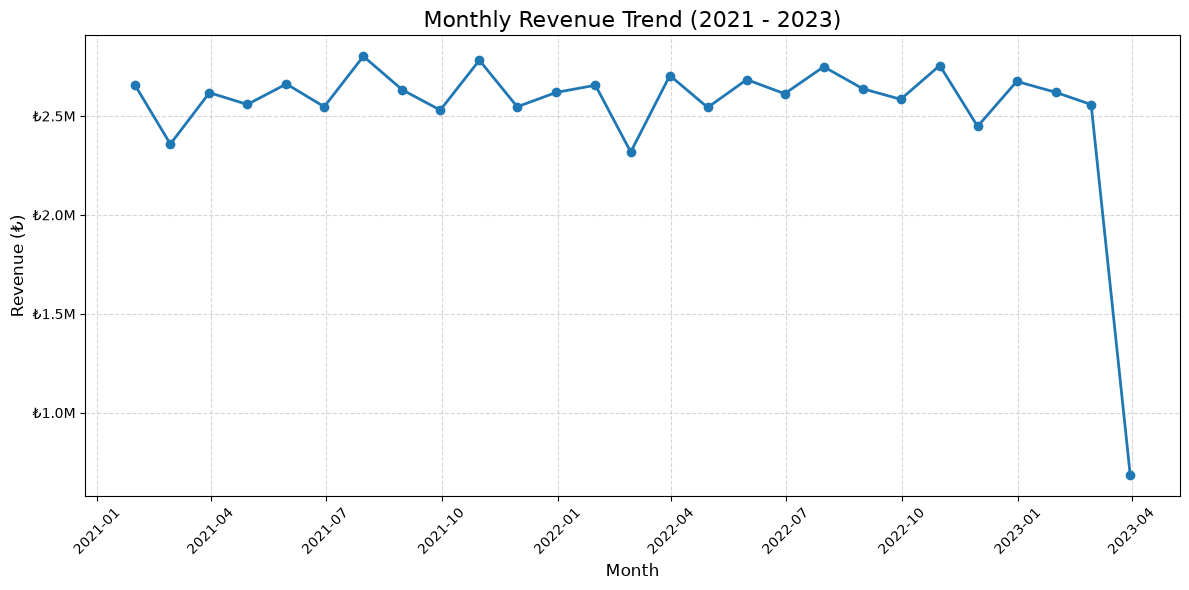 Monthly Revenue Trend (2021 - 2023)
Revenue (₺)
₺2.5M
₺2.0M
₺1.5M
₺1.0M
2021-01
2021-04
2021-07
2021-10
2022-01
2022-04
2022-07
2022-10
2023-01
2023-04
Month